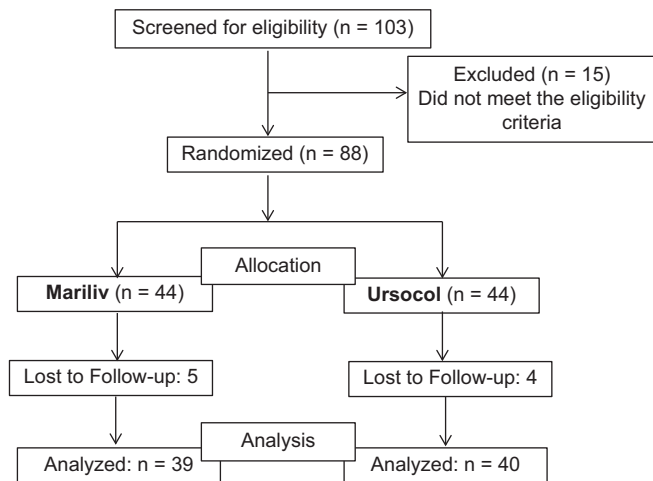 Screened for eligibility (n = 103)
Excluded (n = 15)
Did not meet the eligibility
criteria
Randomized (n = 88)
Allocation
Mariliv (n = 44)
Ursocol (n = 44)
Lost to Follow-up: 5
Lost to Follow-up: 4
Analysis
Analyzed: n = 39
Analyzed: n = 40